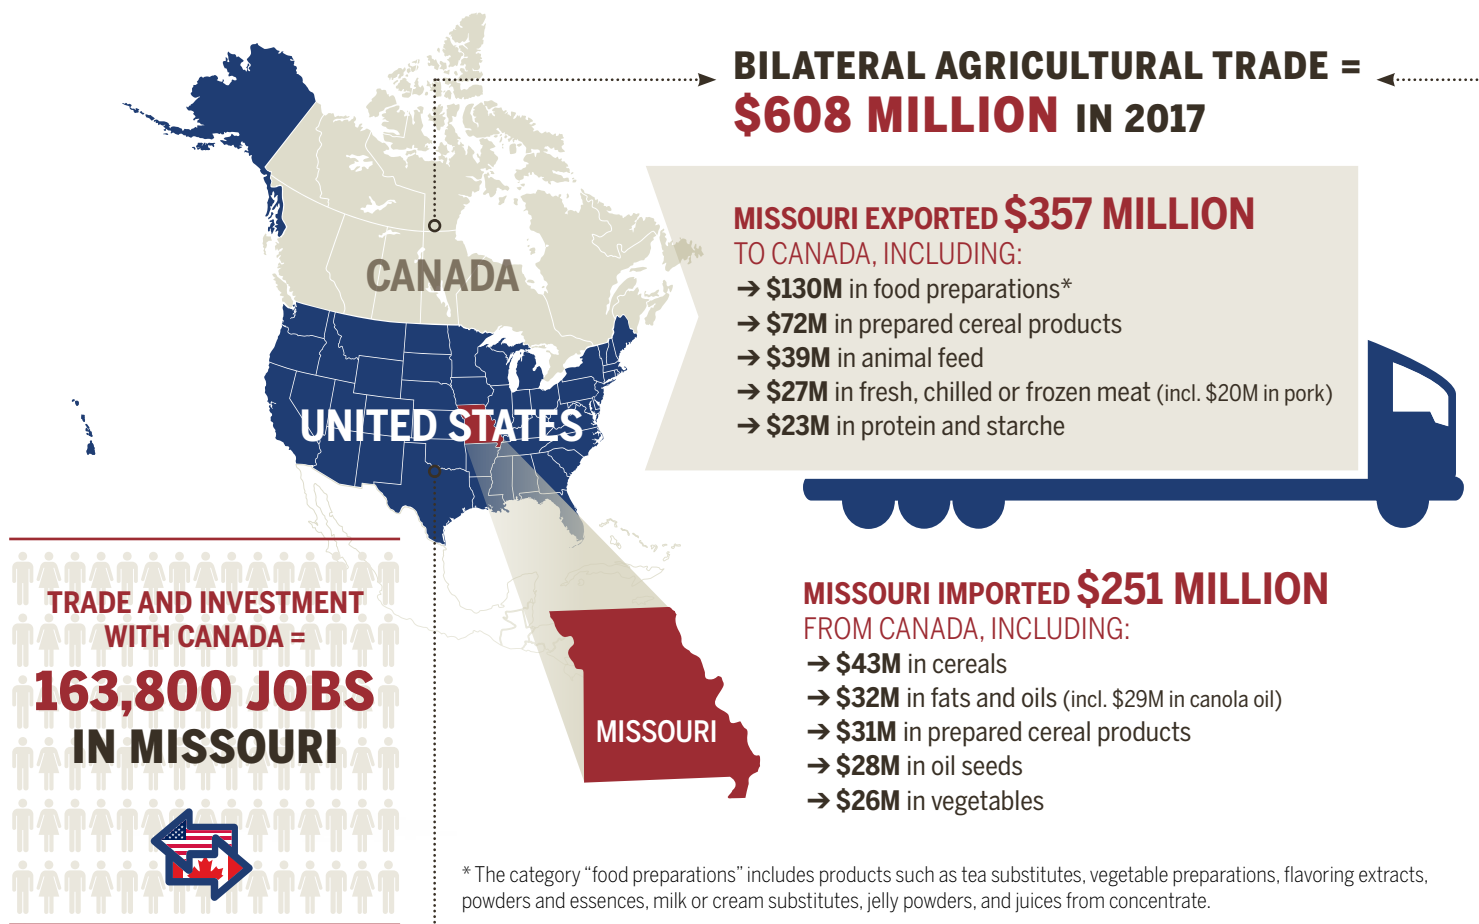 BILATERAL AGRICULTURAL TRADE =
$608 MILLION IN 2017
MISSOURI EXPORTED $357 MILLION
TO CANADA, INCLUDING:
➔ $130M in food preparations*
➔ $72M in prepared cereal products
➔ $39M in animal feed
➔ $27M in fresh, chilled or frozen meat (incl. $20M in pork)
➔ $23M in protein and starche
CANADA
UNITED STATES
TRADE AND INVESTMENT
WITH CANADA =
163,800 JOBS
IN MISSOURI
MISSOURI
MISSOURI IMPORTED $251 MILLION
FROM CANADA, INCLUDING:
➔ $43M in cereals
➔ $32M in fats and oils (incl. $29M in canola oil)
➔ $31M in prepared cereal products
➔ $28M in oil seeds
➔ $26M in vegetables
* The category “food preparations” includes products such as tea substitutes, vegetable preparations, flavoring extracts,
powders and essences, milk or cream substitutes, jelly powders, and juices from concentrate.